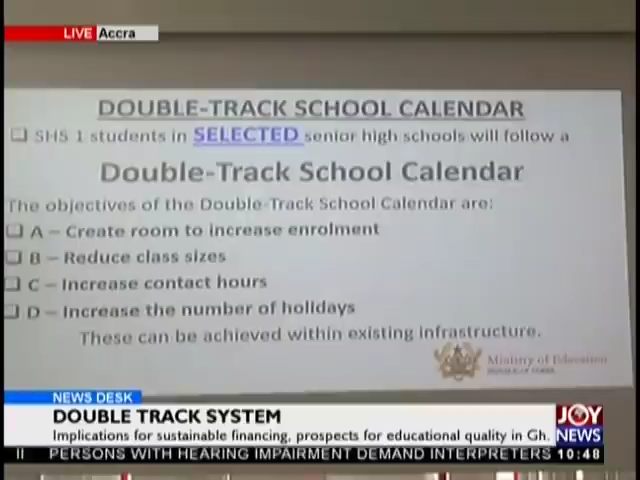 LIVE Accra
DOUBLE-TRACK SCHOOL CALENDAR
SHS 1 students in SELECTED senior high schools will follow a
Double-Track School Calendar
The objectives of the Double-Track School Calendar are:
A – Create room to increase enrolment
B – Reduce class sizes
C – Increase contact hours
D – Increase the number of holidays
These can be achieved within existing infrastructure.
Ministry of Education
NEWS DESK
DOUBLE TRACK SYSTEM
Implications for sustainable financing, prospects for educational quality in Gh.
JOY
NEWS
PERSONS WITH HEARING IMPAIRMENT DEMAND INTERPRETERS
10:48